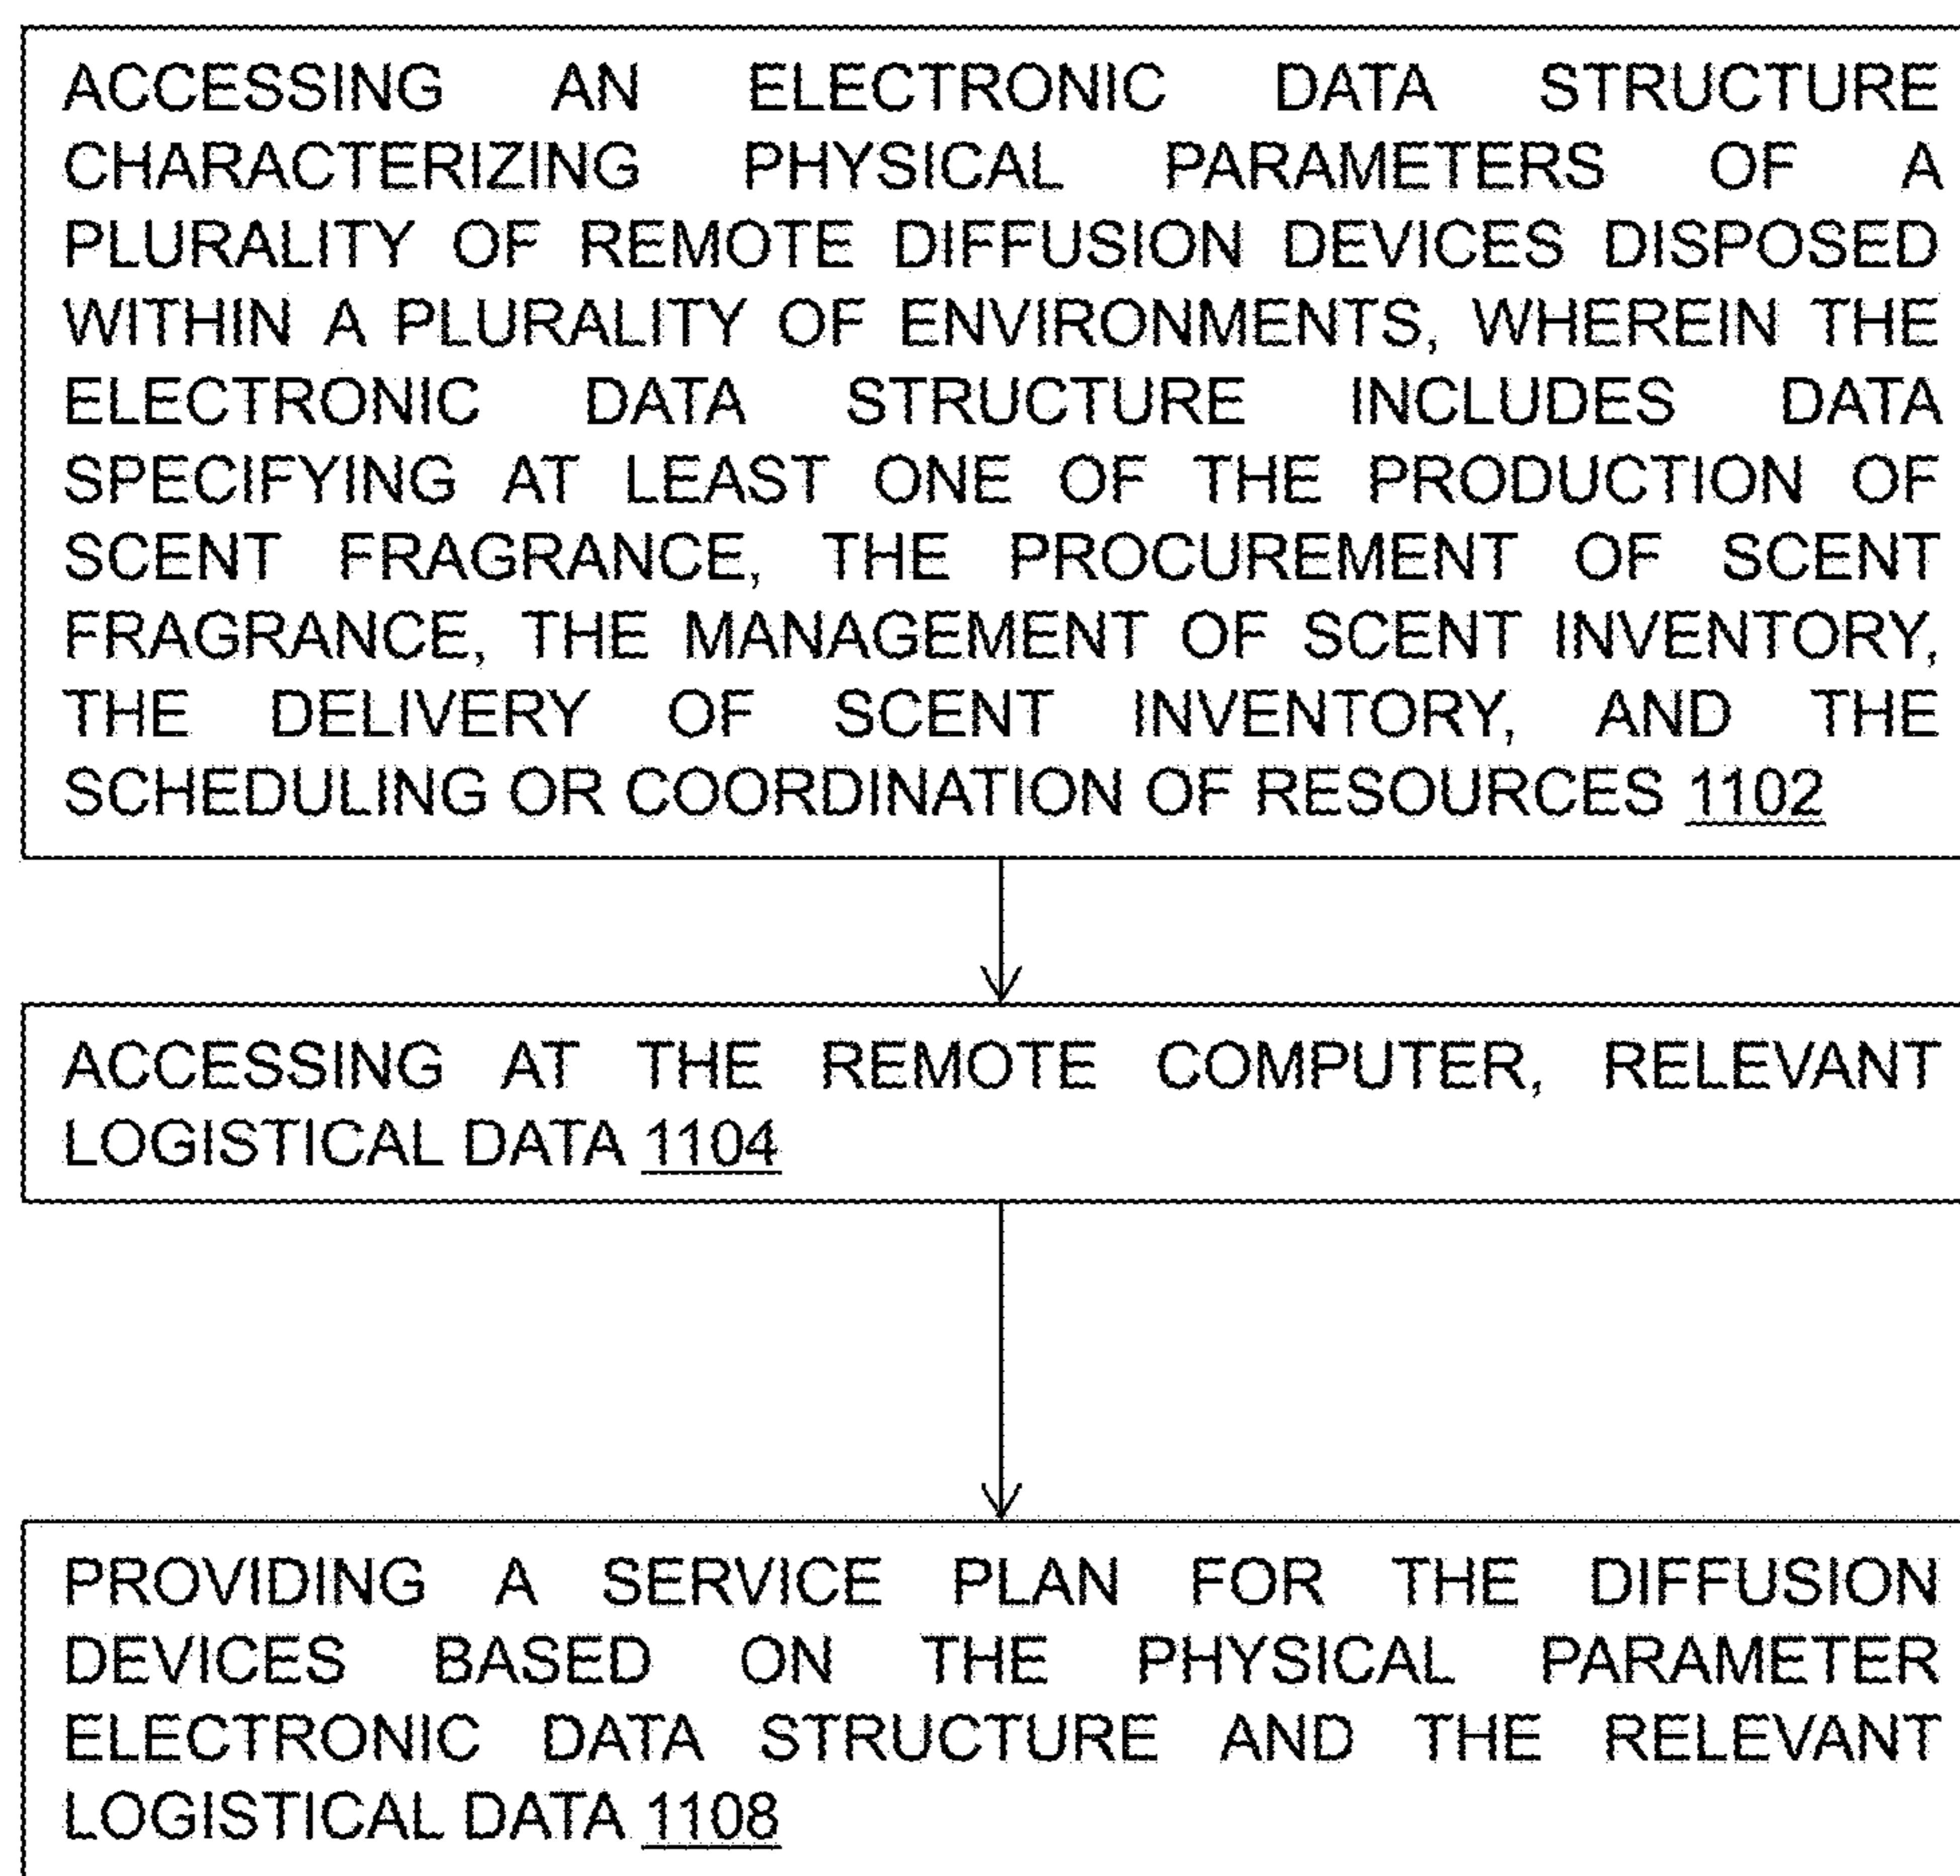 ACCESSING AN ELECTRONIC DATA STRUCTURE
CHARACTERIZING PHYSICAL PARAMETERS OF A
PLURALITY OF REMOTE DIFFUSION DEVICES DISPOSED
WITHIN A PLURALITY OF ENVIRONMENTS, WHEREIN THE
ELECTRONIC DATA STRUCTURE INCLUDES DATA
SPECIFYING AT LEAST ONE OF THE PRODUCTION OF
SCENT FRAGRANCE, THE PROCUREMENT OF SCENT
FRAGRANCE, THE MANAGEMENT OF SCENT INVENTORY,
THE DELIVERY OF SCENT INVENTORY, AND THE
SCHEDULING OR COORDINATION OF RESOURCES 1102
ACCESSING AT THE REMOTE COMPUTER, RELEVANT
LOGISTICAL DATA 1104
PROVIDING A SERVICE PLAN FOR THE DIFFUSION
DEVICES BASED ON THE PHYSICAL PARAMETER
ELECTRONIC DATA STRUCTURE AND THE RELEVANT
LOGISTICAL DATA 1108